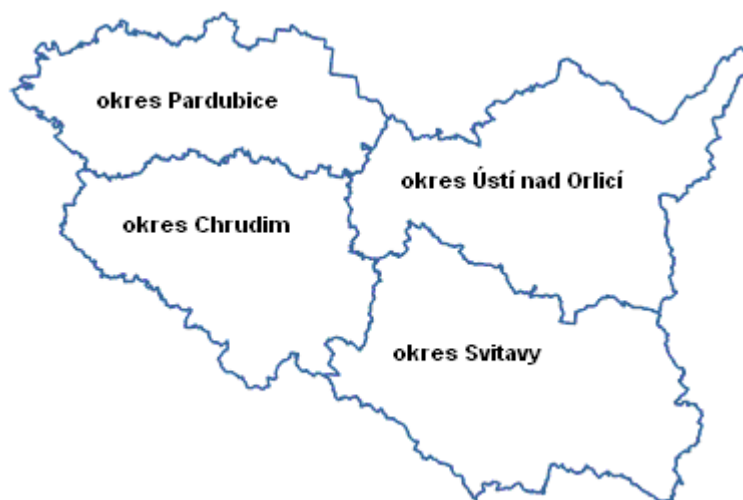 okres Pardubice
okres Ústí nad Orlicí
okres Chrudim
okres Svitavy